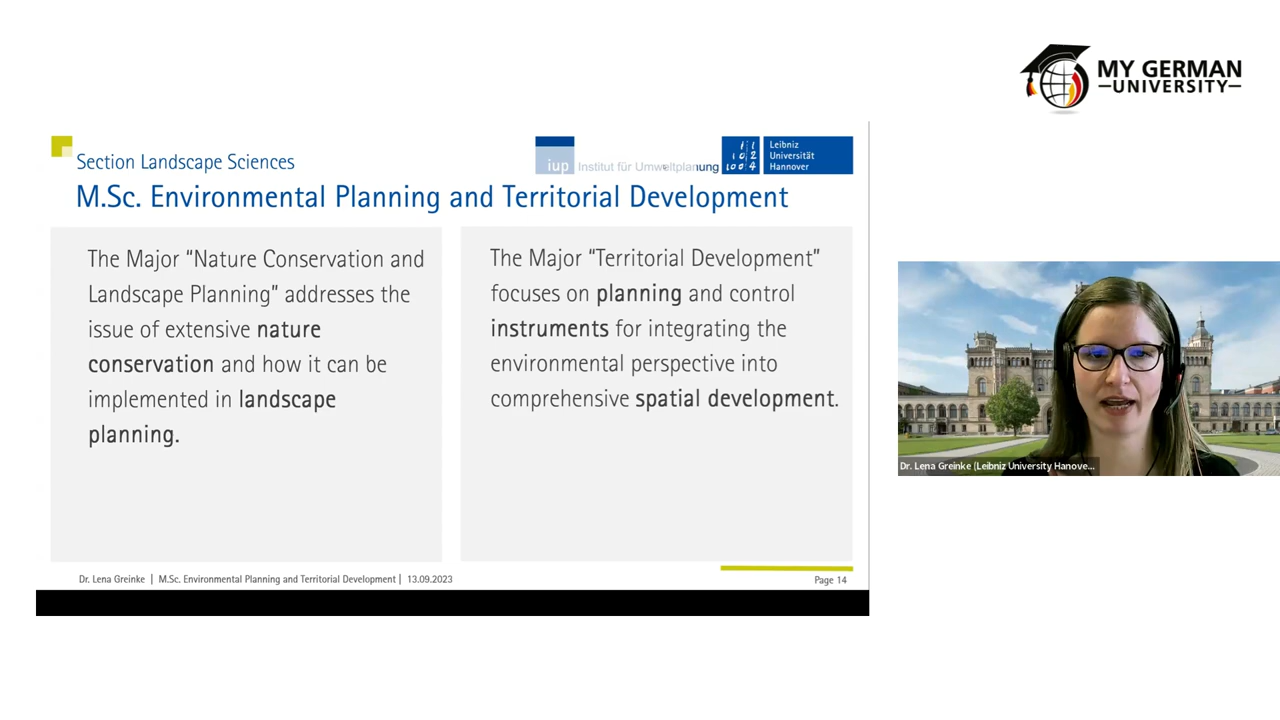 MY GERMAN
UNIVERSITY
Section Landscape Sciences
iup Institut für Umweltplanung
Leibniz
Universität
Hannover
M.Sc. Environmental Planning and Territorial Development
The Major “Nature Conservation and
Landscape Planning” addresses the
issue of extensive nature
conservation and how it can be
implemented in landscape
planning.
The Major “Territorial Development”
focuses on planning and control
instruments for integrating the
environmental perspective into
comprehensive spatial development.
Dr. Lena Greinke (Leibniz University Hanove...
Dr. Lena Greinke | M.Sc. Environmental Planning and Territorial Development | 13.09.2023
Page 14